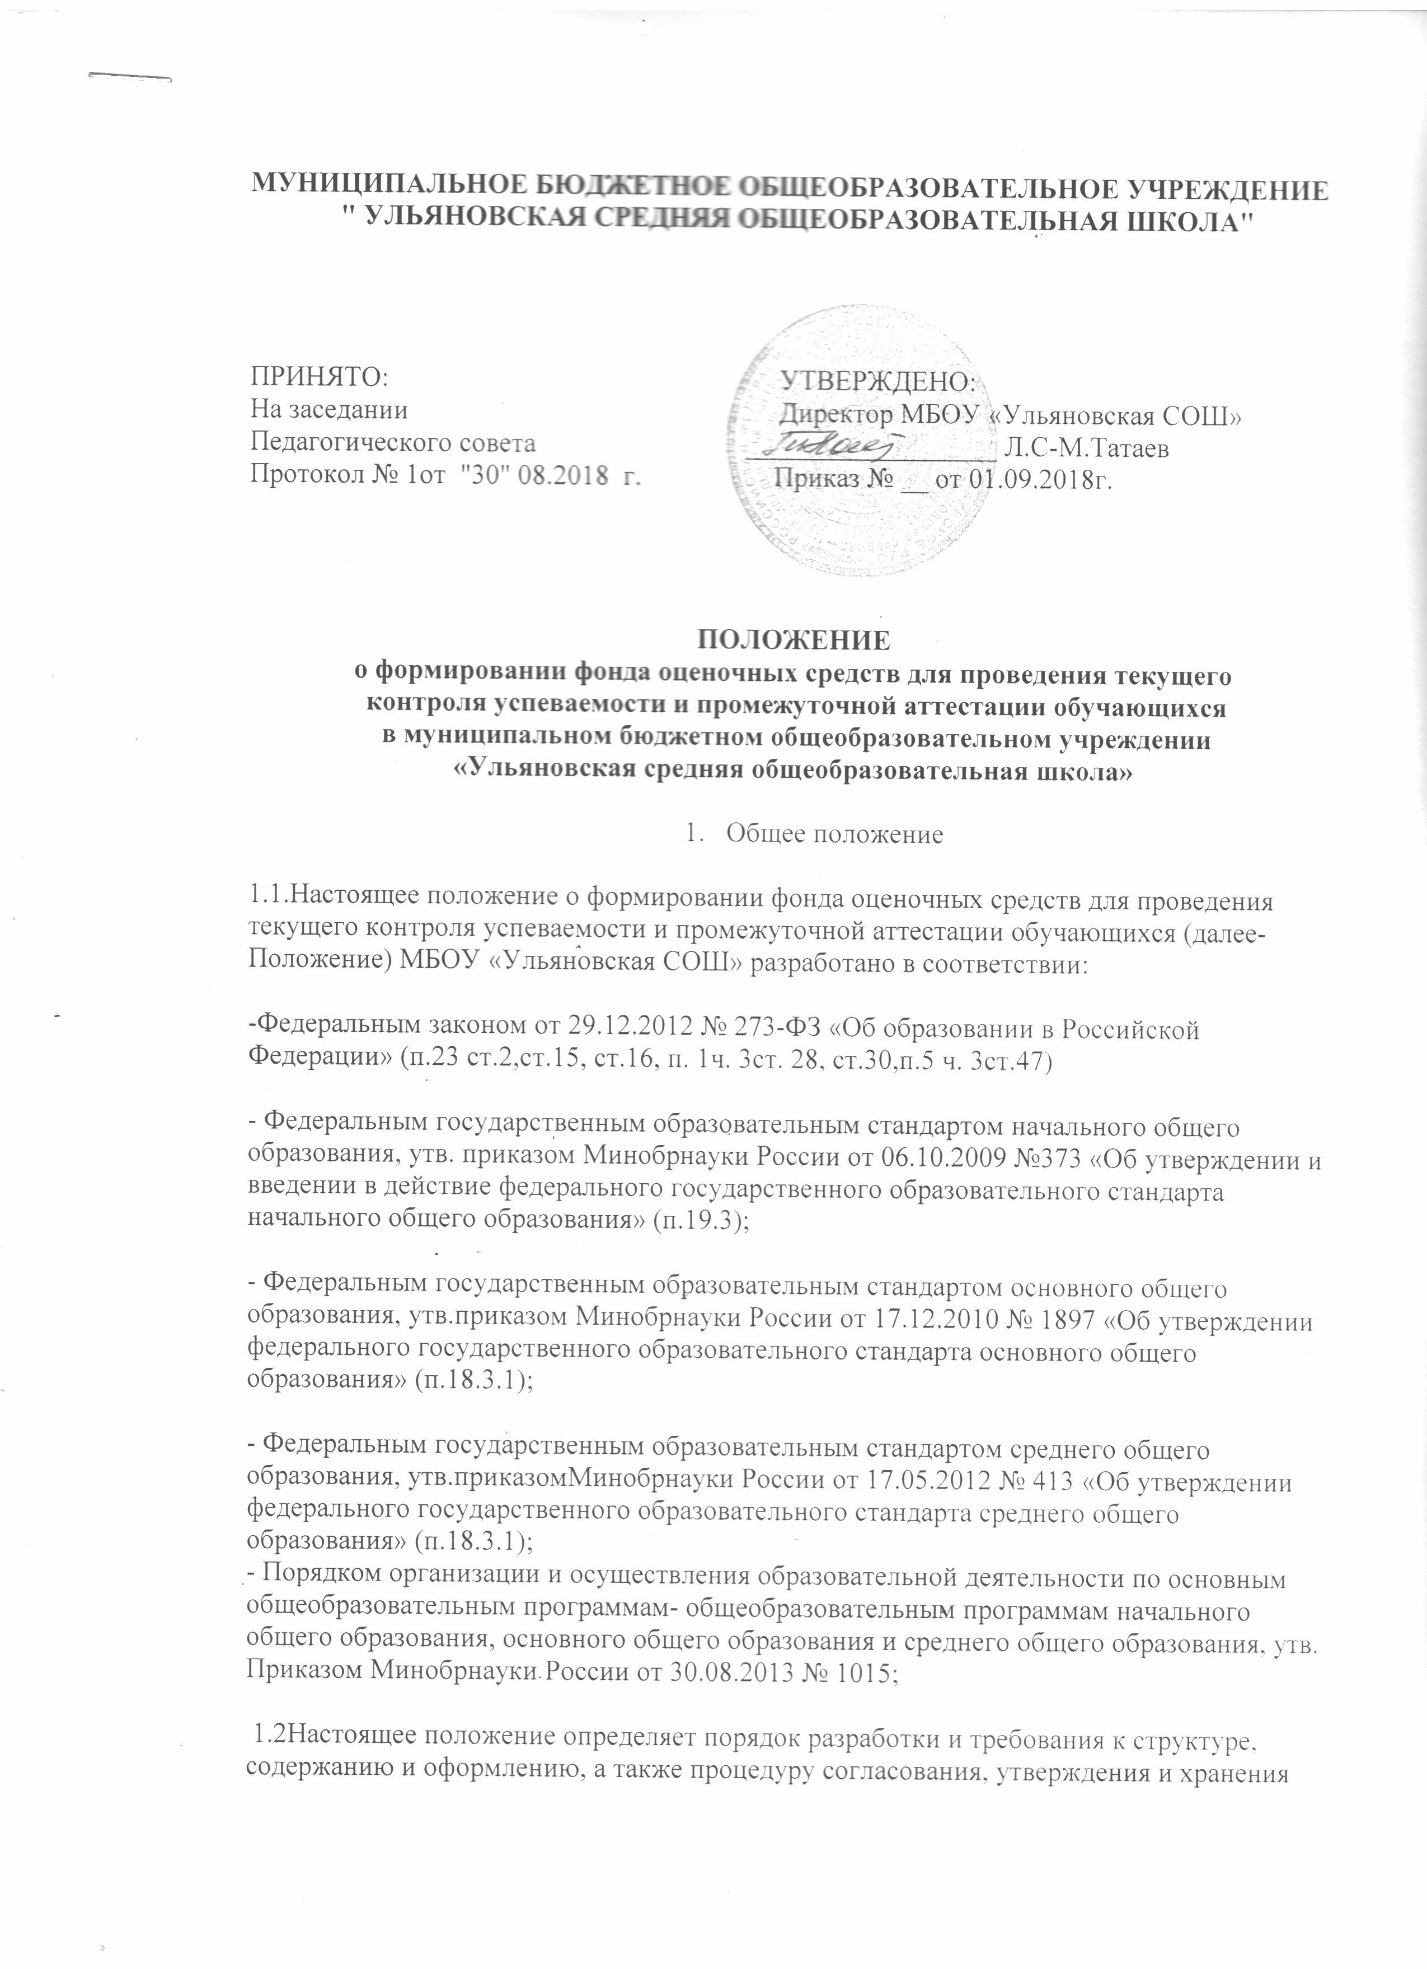 МУНИЦИПАЛЬНОЕ БЮДЖЕТНОЕ ОБЩЕОБРАЗОВАТЕЛЬНОЕ УЧРЕЖДЕНИЕ
" УЛЬЯНОВСКАЯ СРЕДНЯЯ ОБЩЕОБРАЗОВАТЕЛЬНАЯ ШКОЛА"
ПРИНЯТО:
На заседании
Педагогического совета
Протокол № 1от "30" 08.2018 г.
УТВЕРЖДЕНО:
Директор МБОУ «Ульяновская СОШ»
Л.С-М.Татаев
Приказ № __ от 01.09.2018г.
ПОЛОЖЕНИЕ
о формировании фонда оценочных средств для проведения текущего
контроля успеваемости и промежуточной аттестации обучающихся
в муниципальном бюджетном общеобразовательном учреждении
«Ульяновская средняя общеобразовательная школа»
1. Общее положение
1.1.Настоящее положение о формировании фонда оценочных средств для проведения
текущего контроля успеваемости и промежуточной аттестации обучающихся (далее-
Положение) МБОУ «Ульяновская СОШ» разработано в соответствии:
-Федеральным законом от 29.12.2012 № 273-ФЗ «Об образовании в Российской
Федерации» (п.23 ст.2,ст.15, ст.16, п. 1ч. 3ст. 28, ст.30,п.5 ч. 3ст.47)
- Федеральным государственным образовательным стандартом начального общего
образования, утв. приказом Минобрнауки России от 06.10.2009 №373 «Об утверждении и
введении в действие федерального государственного образовательного стандарта
начального общего образования» (п.19.3);
- Федеральным государственным образовательным стандартом основного общего
образования, утв.приказом Минобрнауки России от 17.12.2010 № 1897 «Об утверждении
федерального государственного образовательного стандарта основного общего
образования» (п.18.3.1);
- Федеральным государственным образовательным стандартом среднего общего
образования, утв.приказомМинобрнауки России от 17.05.2012 № 413 «Об утверждении
федерального государственного образовательного стандарта среднего общего
образования» (п.18.3.1);
- Порядком организации и осуществления образовательной деятельности по основным
общеобразовательным программам- общеобразовательным программам начального
общего образования, основного общего образования и среднего общего образования, утв.
Приказом Минобрнауки России от 30.08.2013 № 1015;
1.2Настоящее положение определяет порядок разработки и требования к структуре,
содержанию и оформлению, а также процедуру согласования, утверждения и хранения